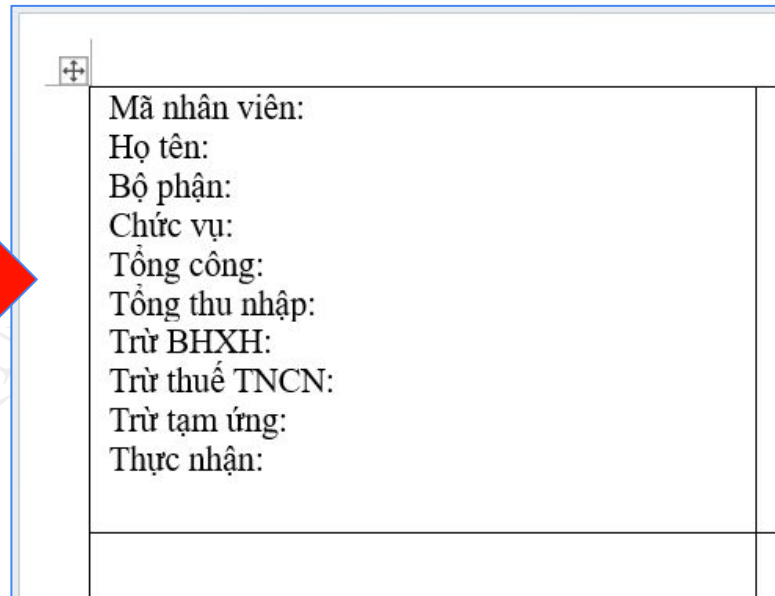 Mã nhân viên:
Họ tên:
Bộ phận:
Chức vụ:
Tổng công:
Tổng thu nhập:
Trừ BHXH:
Trừ thuế TNCN:
Trừ tạm ứng:
Thực nhận: